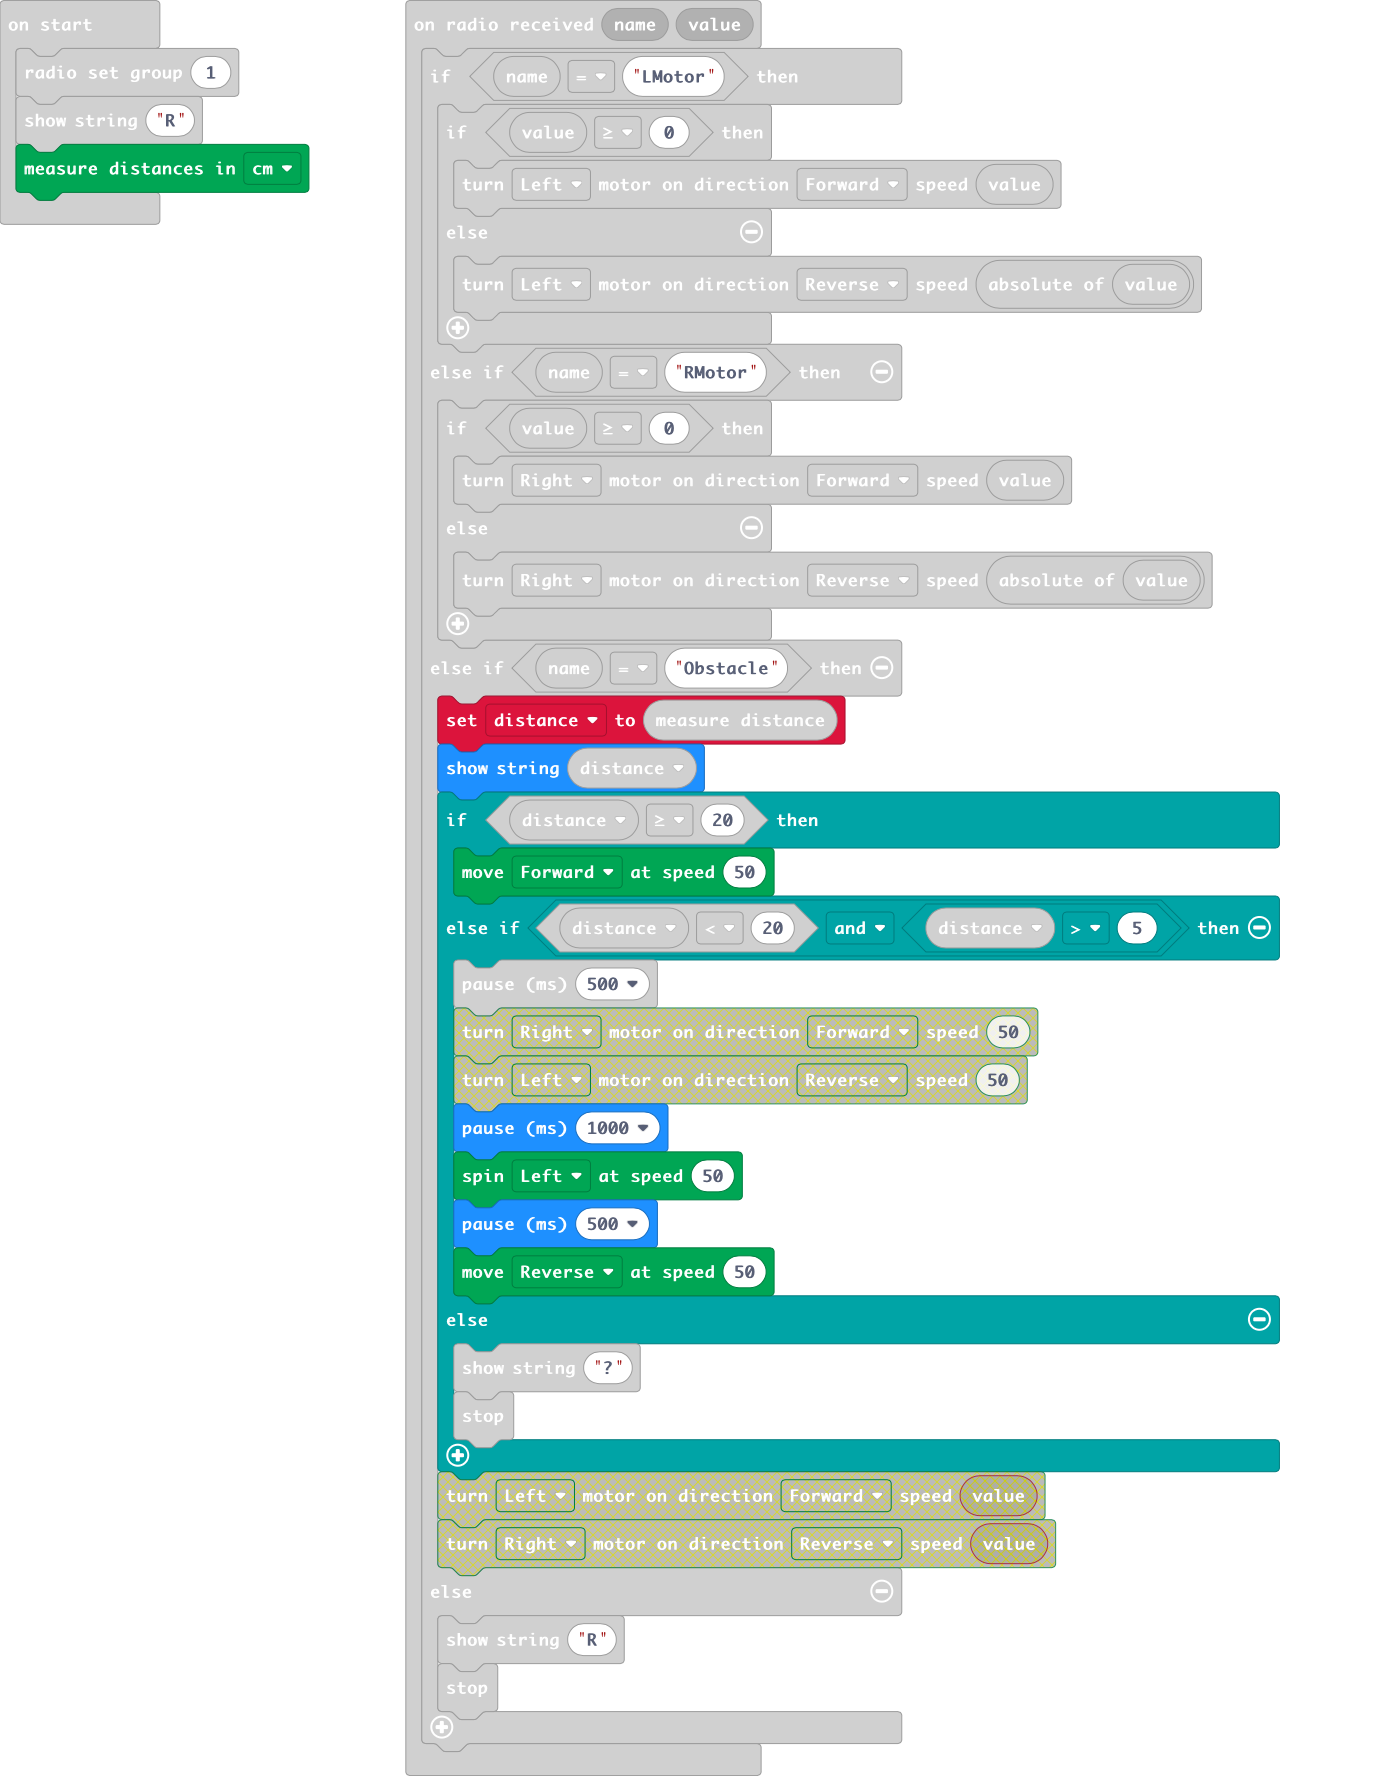 on start
radio set group 1
show string "R"
measure distances in cm
on radio received name value
if name = "LMotor" then
if value ≥ 0 then
turn Left motor on direction Forward speed value
else
turn Left motor on direction Reverse speed absolute of value
else if name = "RMotor" then
if value ≥ 0 then
turn Right motor on direction Forward speed value
else
turn Right motor on direction Reverse speed absolute of value
else if name = "Obstacle" then
set distance to measure distance
show string distance
if distance ≥ 20 then
move Forward at speed 50
else if distance < 20 and distance > 5 then
pause (ms) 500
turn Right motor on direction Forward speed 50
turn Left motor on direction Reverse speed 50
pause (ms) 1000
spin Left at speed 50
pause (ms) 500
move Reverse at speed 50
else
show string "?"
stop
turn Left motor on direction Forward speed value
turn Right motor on direction Reverse speed value
else
show string "R"
stop